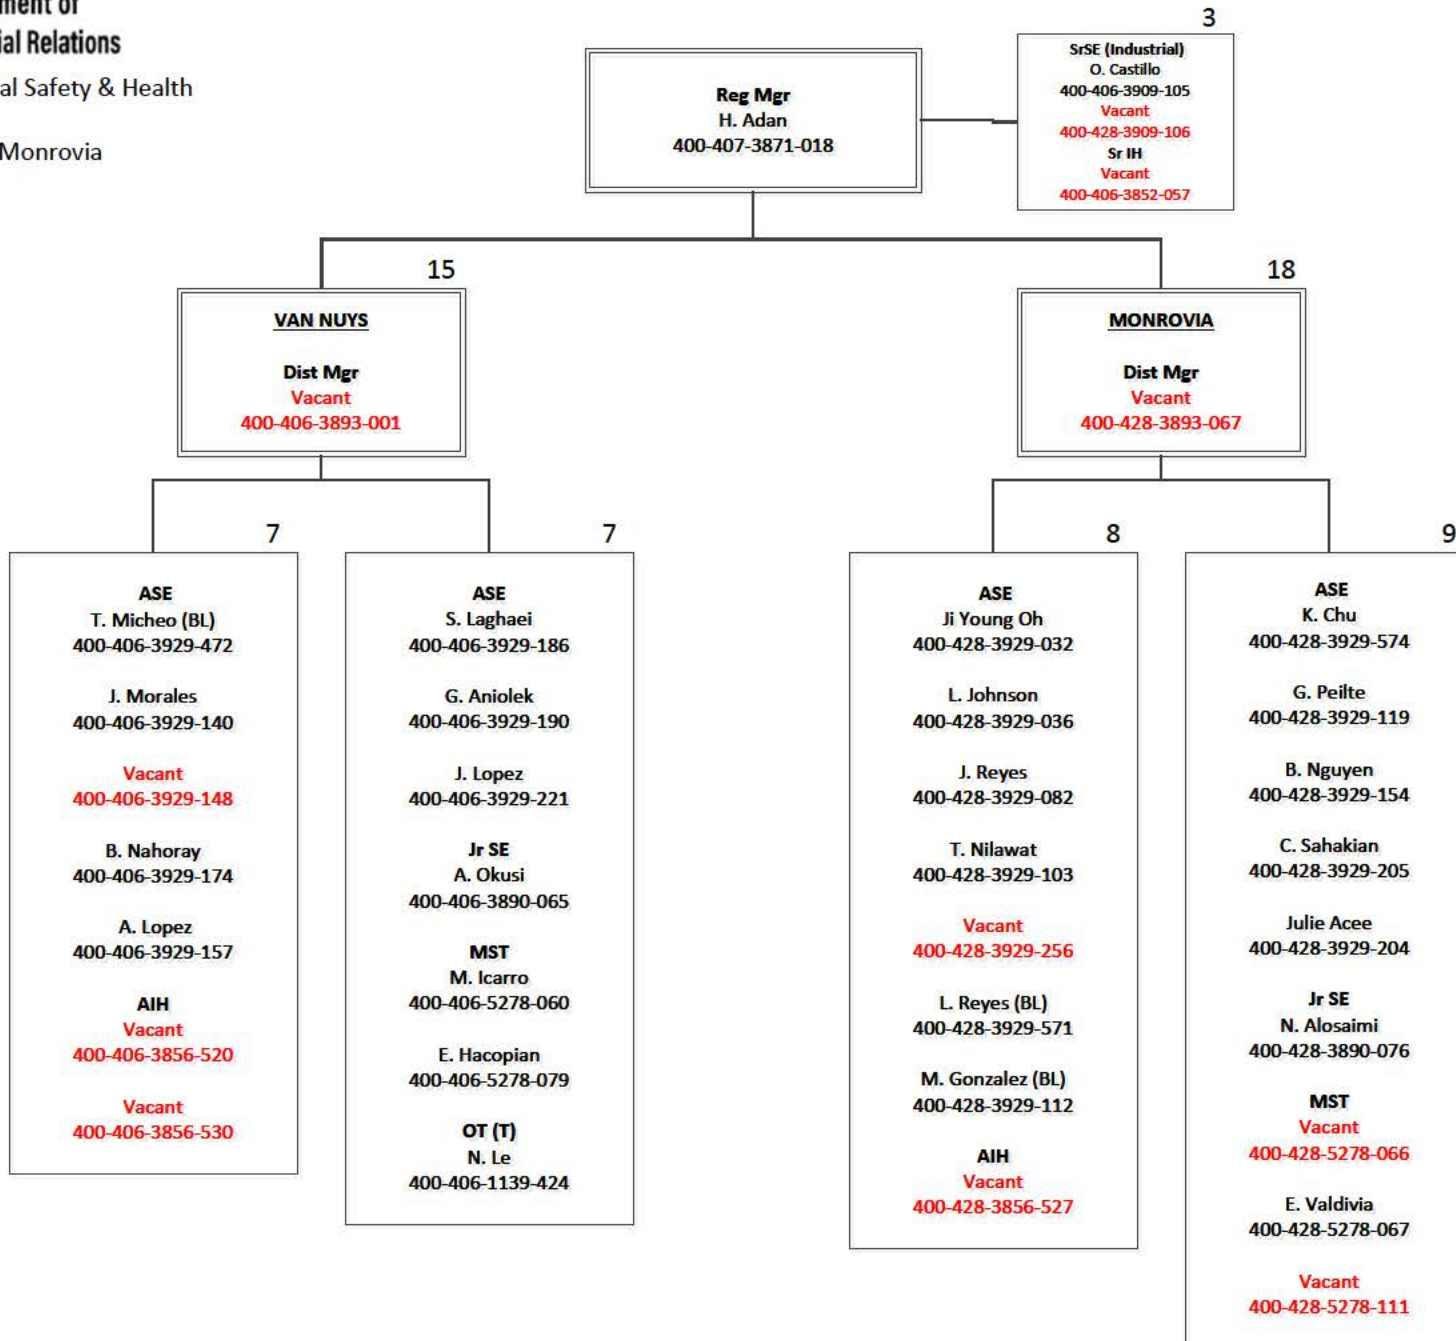 ment of
ial Relations
al Safety & Health
Monrovia
3
SrSE (Industrial)
O. Castillo
400-406-3909-105
Vacant
400-428-3909-106
Sr IH
Vacant
400-406-3852-057
Reg Mgr
H. Adan
400-407-3871-018
15
VAN NUYS
Dist Mgr
Vacant
400-406-3893-001
18
MONROVIA
Dist Mgr
Vacant
400-428-3893-067
7
ASE
T. Micheo (BL)
400-406-3929-472
J. Morales
400-406-3929-140
Vacant
400-406-3929-148
B. Nahoray
400-406-3929-174
A. Lopez
400-406-3929-157
AIH
Vacant
400-406-3856-520
Vacant
400-406-3856-530
7
ASE
S. Laghaei
400-406-3929-186
G. Aniolek
400-406-3929-190
J. Lopez
400-406-3929-221
Jr SE
A. Okusi
400-406-3890-065
MST
M. Icarro
400-406-5278-060
E. Hacopian
400-406-5278-079
OT (T)
N. Le
400-406-1139-424
8
ASE
Ji Young Oh
400-428-3929-032
L. Johnson
400-428-3929-036
J. Reyes
400-428-3929-082
T. Nilawat
400-428-3929-103
Vacant
400-428-3929-256
L. Reyes (BL)
400-428-3929-571
M. Gonzalez (BL)
400-428-3929-112
AIH
Vacant
400-428-3856-527
9
ASE
K. Chu
400-428-3929-574
G. Peilte
400-428-3929-119
B. Nguyen
400-428-3929-154
C. Sahakian
400-428-3929-205
Julie Acee
400-428-3929-204
Jr SE
N. Alosaimi
400-428-3890-076
MST
Vacant
400-428-5278-066
E. Valdivia
400-428-5278-067
Vacant
400-428-5278-111